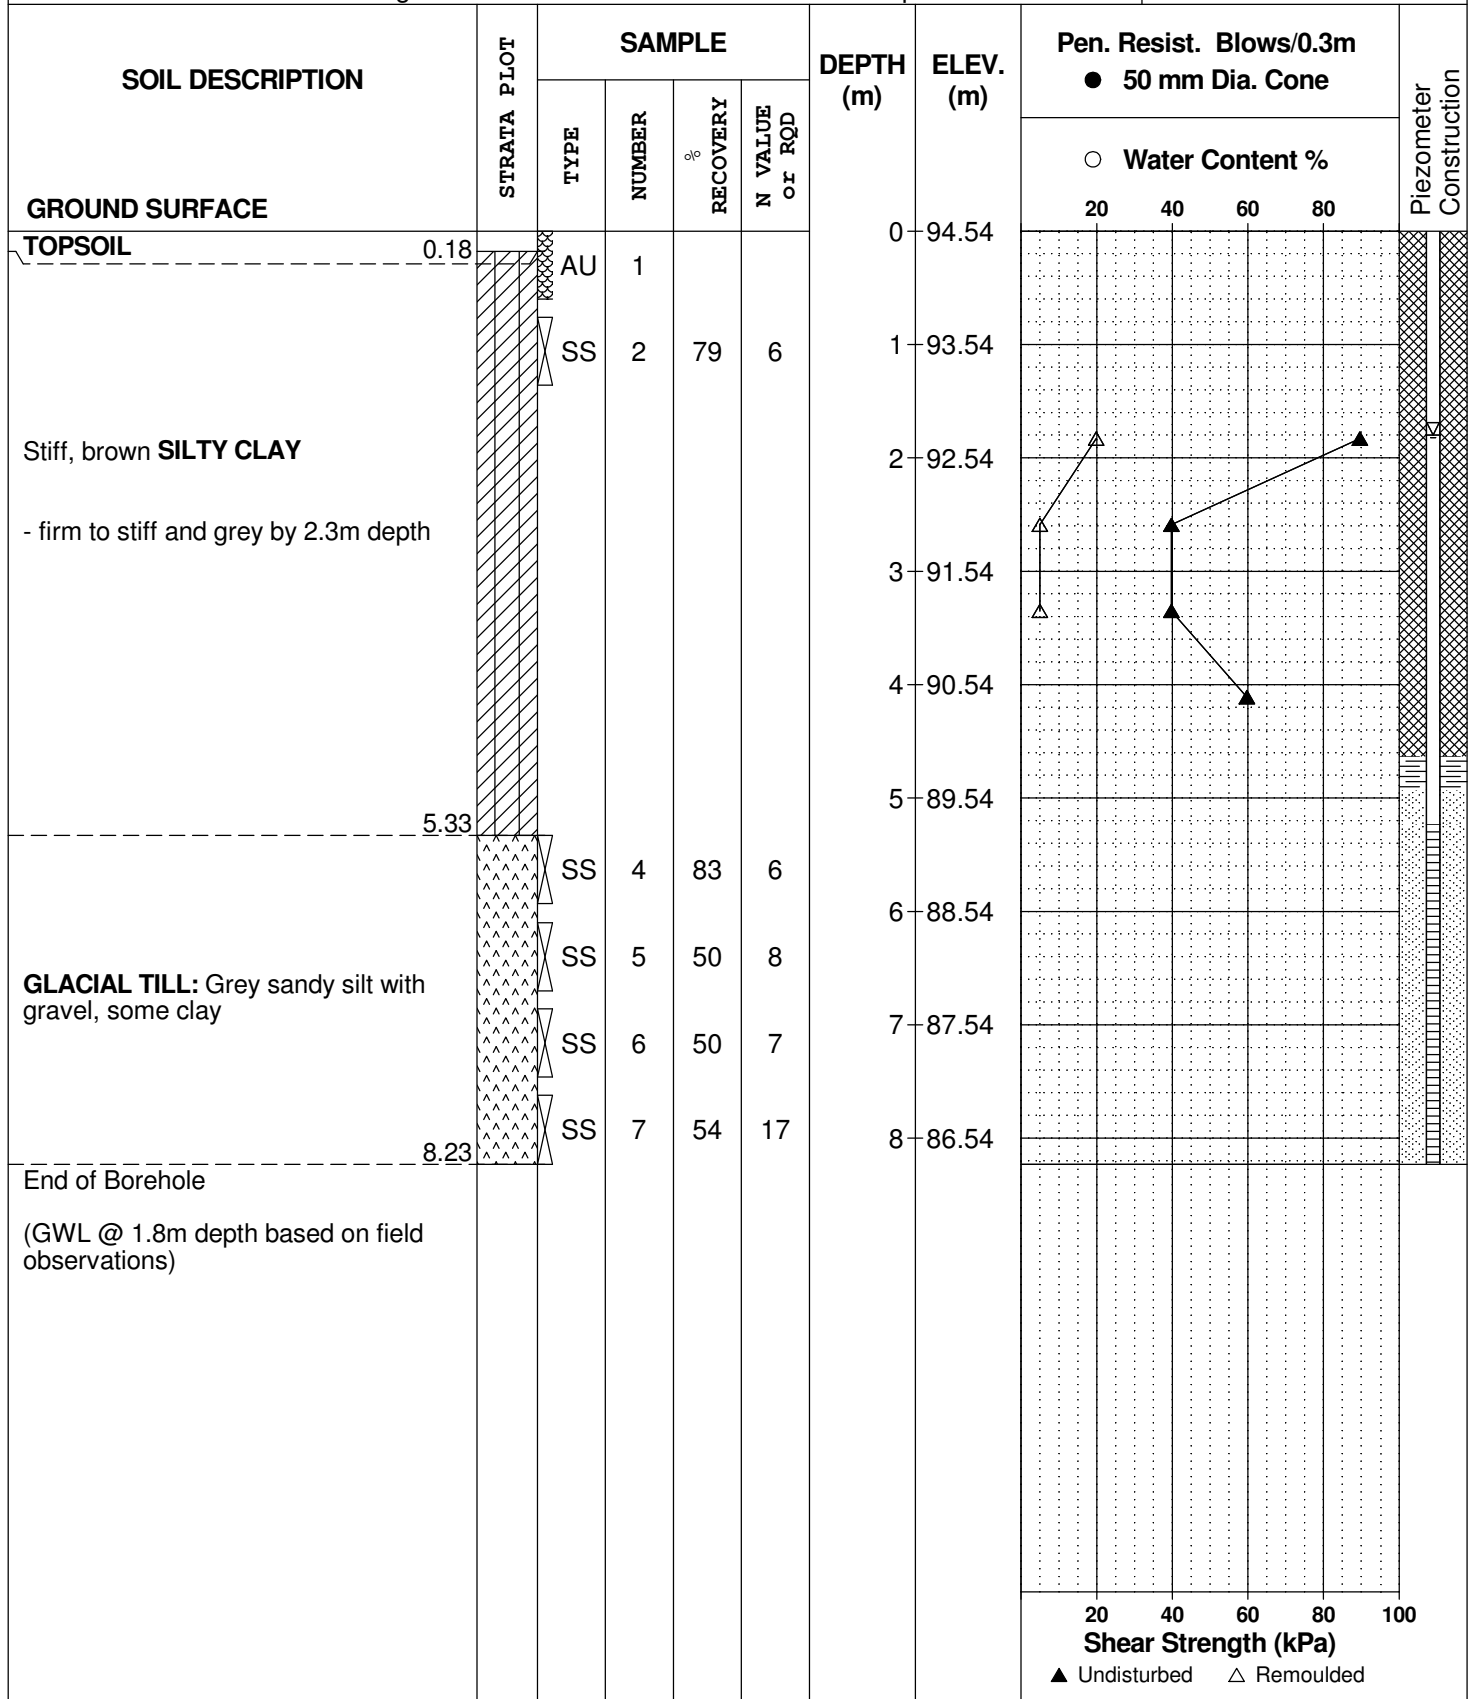 SOIL DESCRIPTION
GROUND SURFACE
STRATA PLOT
SAMPLE
TYPE
NUMBER
%
RECOVERY
N VALUE
or RQD
DEPTH
(m)
ELEV.
(m)
Pen. Resist. Blows/0.3m
● 50 mm Dia. Cone
○ Water Content %
20 40 60 80
Piezometer
Construction
TOPSOIL 0.18
AU 1
0 94.54
SS 2 79 6
1 93.54
Stiff, brown SILTY CLAY
2 92.54
- firm to stiff and grey by 2.3m depth
3 91.54
4 90.54
5 89.54
5.33
SS 4 83 6
6 88.54
SS 5 50 8
GLACIAL TILL: Grey sandy silt with
gravel, some clay
7 87.54
SS 6 50 7
SS 7 54 17
8 86.54
8.23
End of Borehole
(GWL @ 1.8m depth based on field
observations)
20 40 60 80 100
Shear Strength (kPa)
▲ Undisturbed △ Remoulded